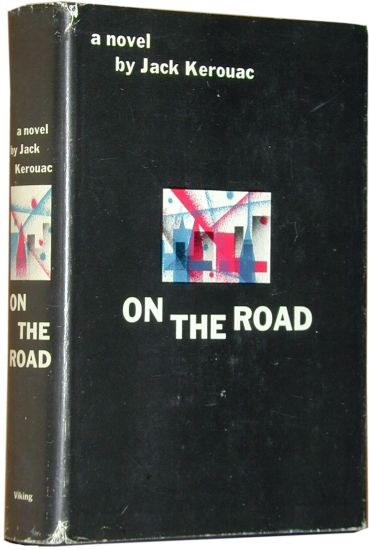 a novel
by Jack Kerouac
ON THE ROAD
a novel
by Jack
Kerouac
ON
THE
ROAD
Viking